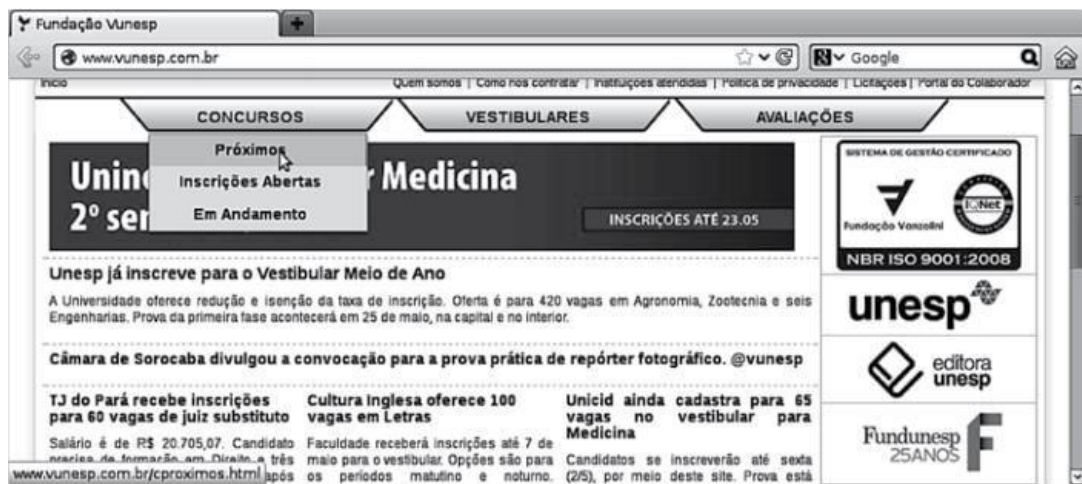 Fundação Vunesp
www.vunesp.com.br
Google
Início
Quem somos | Como nos contratar | Instituições atendidas | Política de privacidade | Licitações | Portal do Colaborador
CONCURSOS
VESTIBULARES
AVALIAÇÕES
Próximos
Inscrições Abertas
Em Andamento
Medicina
2º
INSCRIÇÕES ATÉ 23.05
SISTEMA DE GESTÃO CERTIFICADO
Fundação Vanzolini
IQNet
NBR ISO 9001:2008
Unesp já inscreve para o Vestibular Meio de Ano
A Universidade oferece redução e isenção da taxa de inscrição. Oferta é para 420 vagas em Agronomia, Zootecnia e seis
Engenharias. Prova da primeira fase acontecerá em 25 de maio, na capital e no interior.
unesp
Câmara de Sorocaba divulgou a convocação para a prova prática de repórter fotográfico. @vunesp
editora
unesp
TJ do Pará recebe inscrições
para 60 vagas de juiz substituto
Salário é de R$ 20.705,07. Candidato
precisa de formação em Direito e três
após
Cultura Inglesa oferece 100
vagas em Letras
Faculdade receberá inscrições até 7 de
maio para o vestibular. Opções são para
os períodos matutino e noturno.
Unicid ainda cadastra para 65
vagas no vestibular para
Medicina
Candidatos se inscreverão até sexta
(2/5), por meio deste site. Prova está
Fundunesp
25ANOS
www.vunesp.com.br/cproximos.html